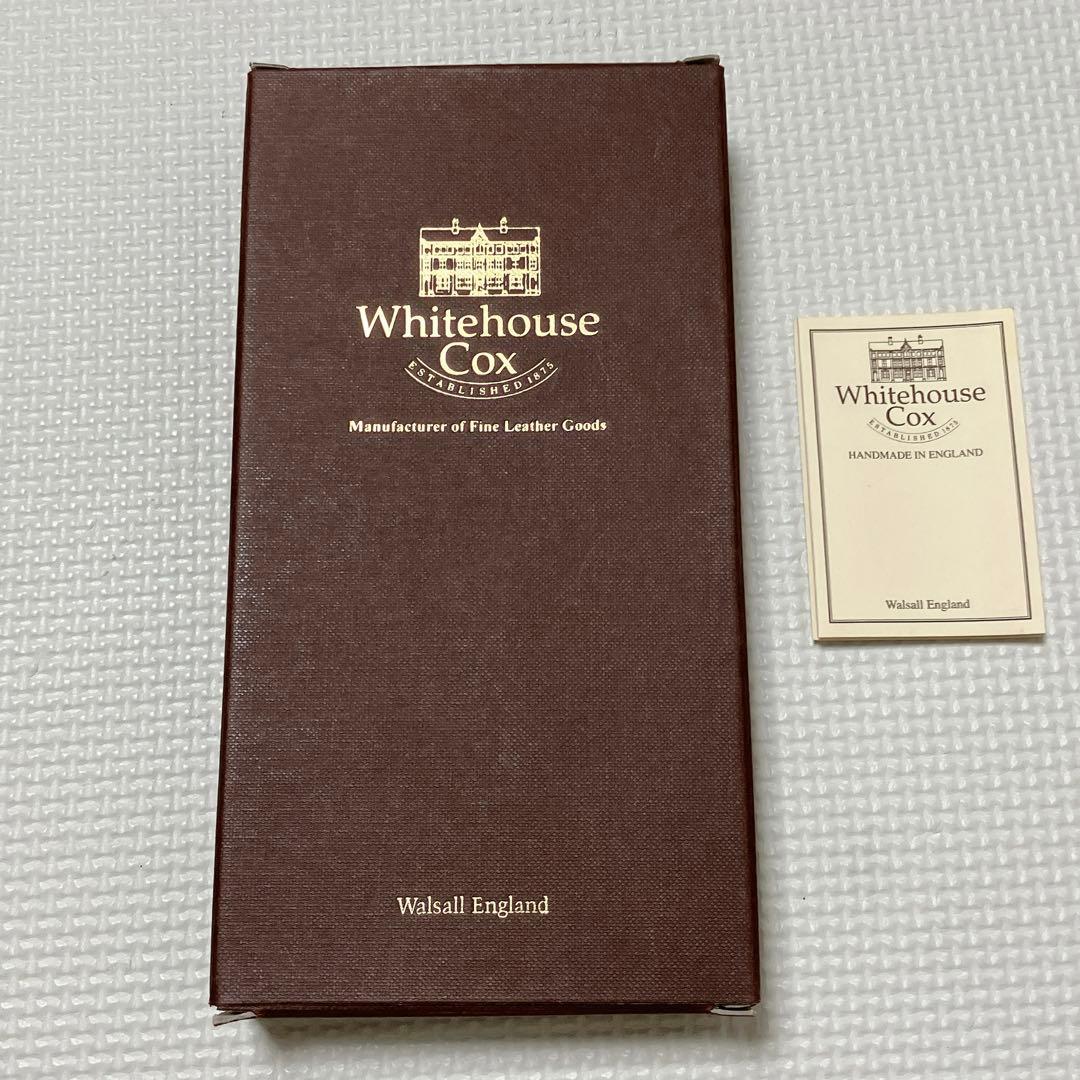 Whitehouse
Cox
ESTABLISHED 1875
Manufacturer of Fine Leather Goods
Walsall England
Whitehouse
Cox
ESTABLISHED 1875
HANDMADE IN ENGLAND
Walsall England